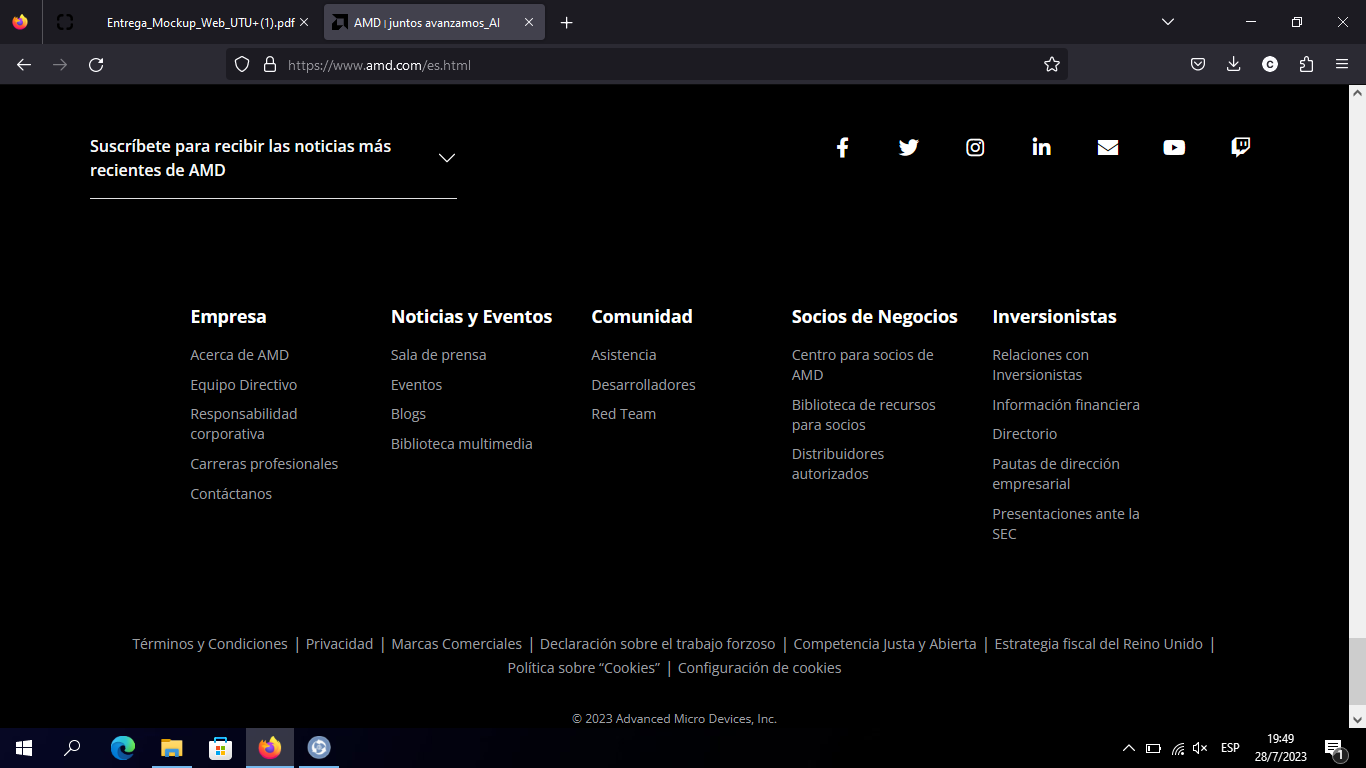 Entrega_Mockup_Web_UTU+(1).pdf
AMD | juntos avanzamos_AI
https://www.amd.com/es.html
Suscríbete para recibir las noticias más
recientes de AMD
Empresa
Acerca de AMD
Equipo Directivo
Responsabilidad
corporativa
Carreras profesionales
Contáctanos
Noticias y Eventos
Sala de prensa
Eventos
Blogs
Biblioteca multimedia
Comunidad
Asistencia
Desarrolladores
Red Team
Socios de Negocios
Centro para socios de
AMD
Biblioteca de recursos
para socios
Distribuidores
autorizados
Inversionistas
Relaciones con
Inversionistas
Información financiera
Directorio
Pautas de dirección
empresarial
Presentaciones ante la
SEC
Términos y Condiciones | Privacidad | Marcas Comerciales | Declaración sobre el trabajo forzoso | Competencia Justa y Abierta | Estrategia fiscal del Reino Unido |
Política sobre “Cookies” | Configuración de cookies
© 2023 Advanced Micro Devices, Inc.
ESP
19:49
28/7/2023
1